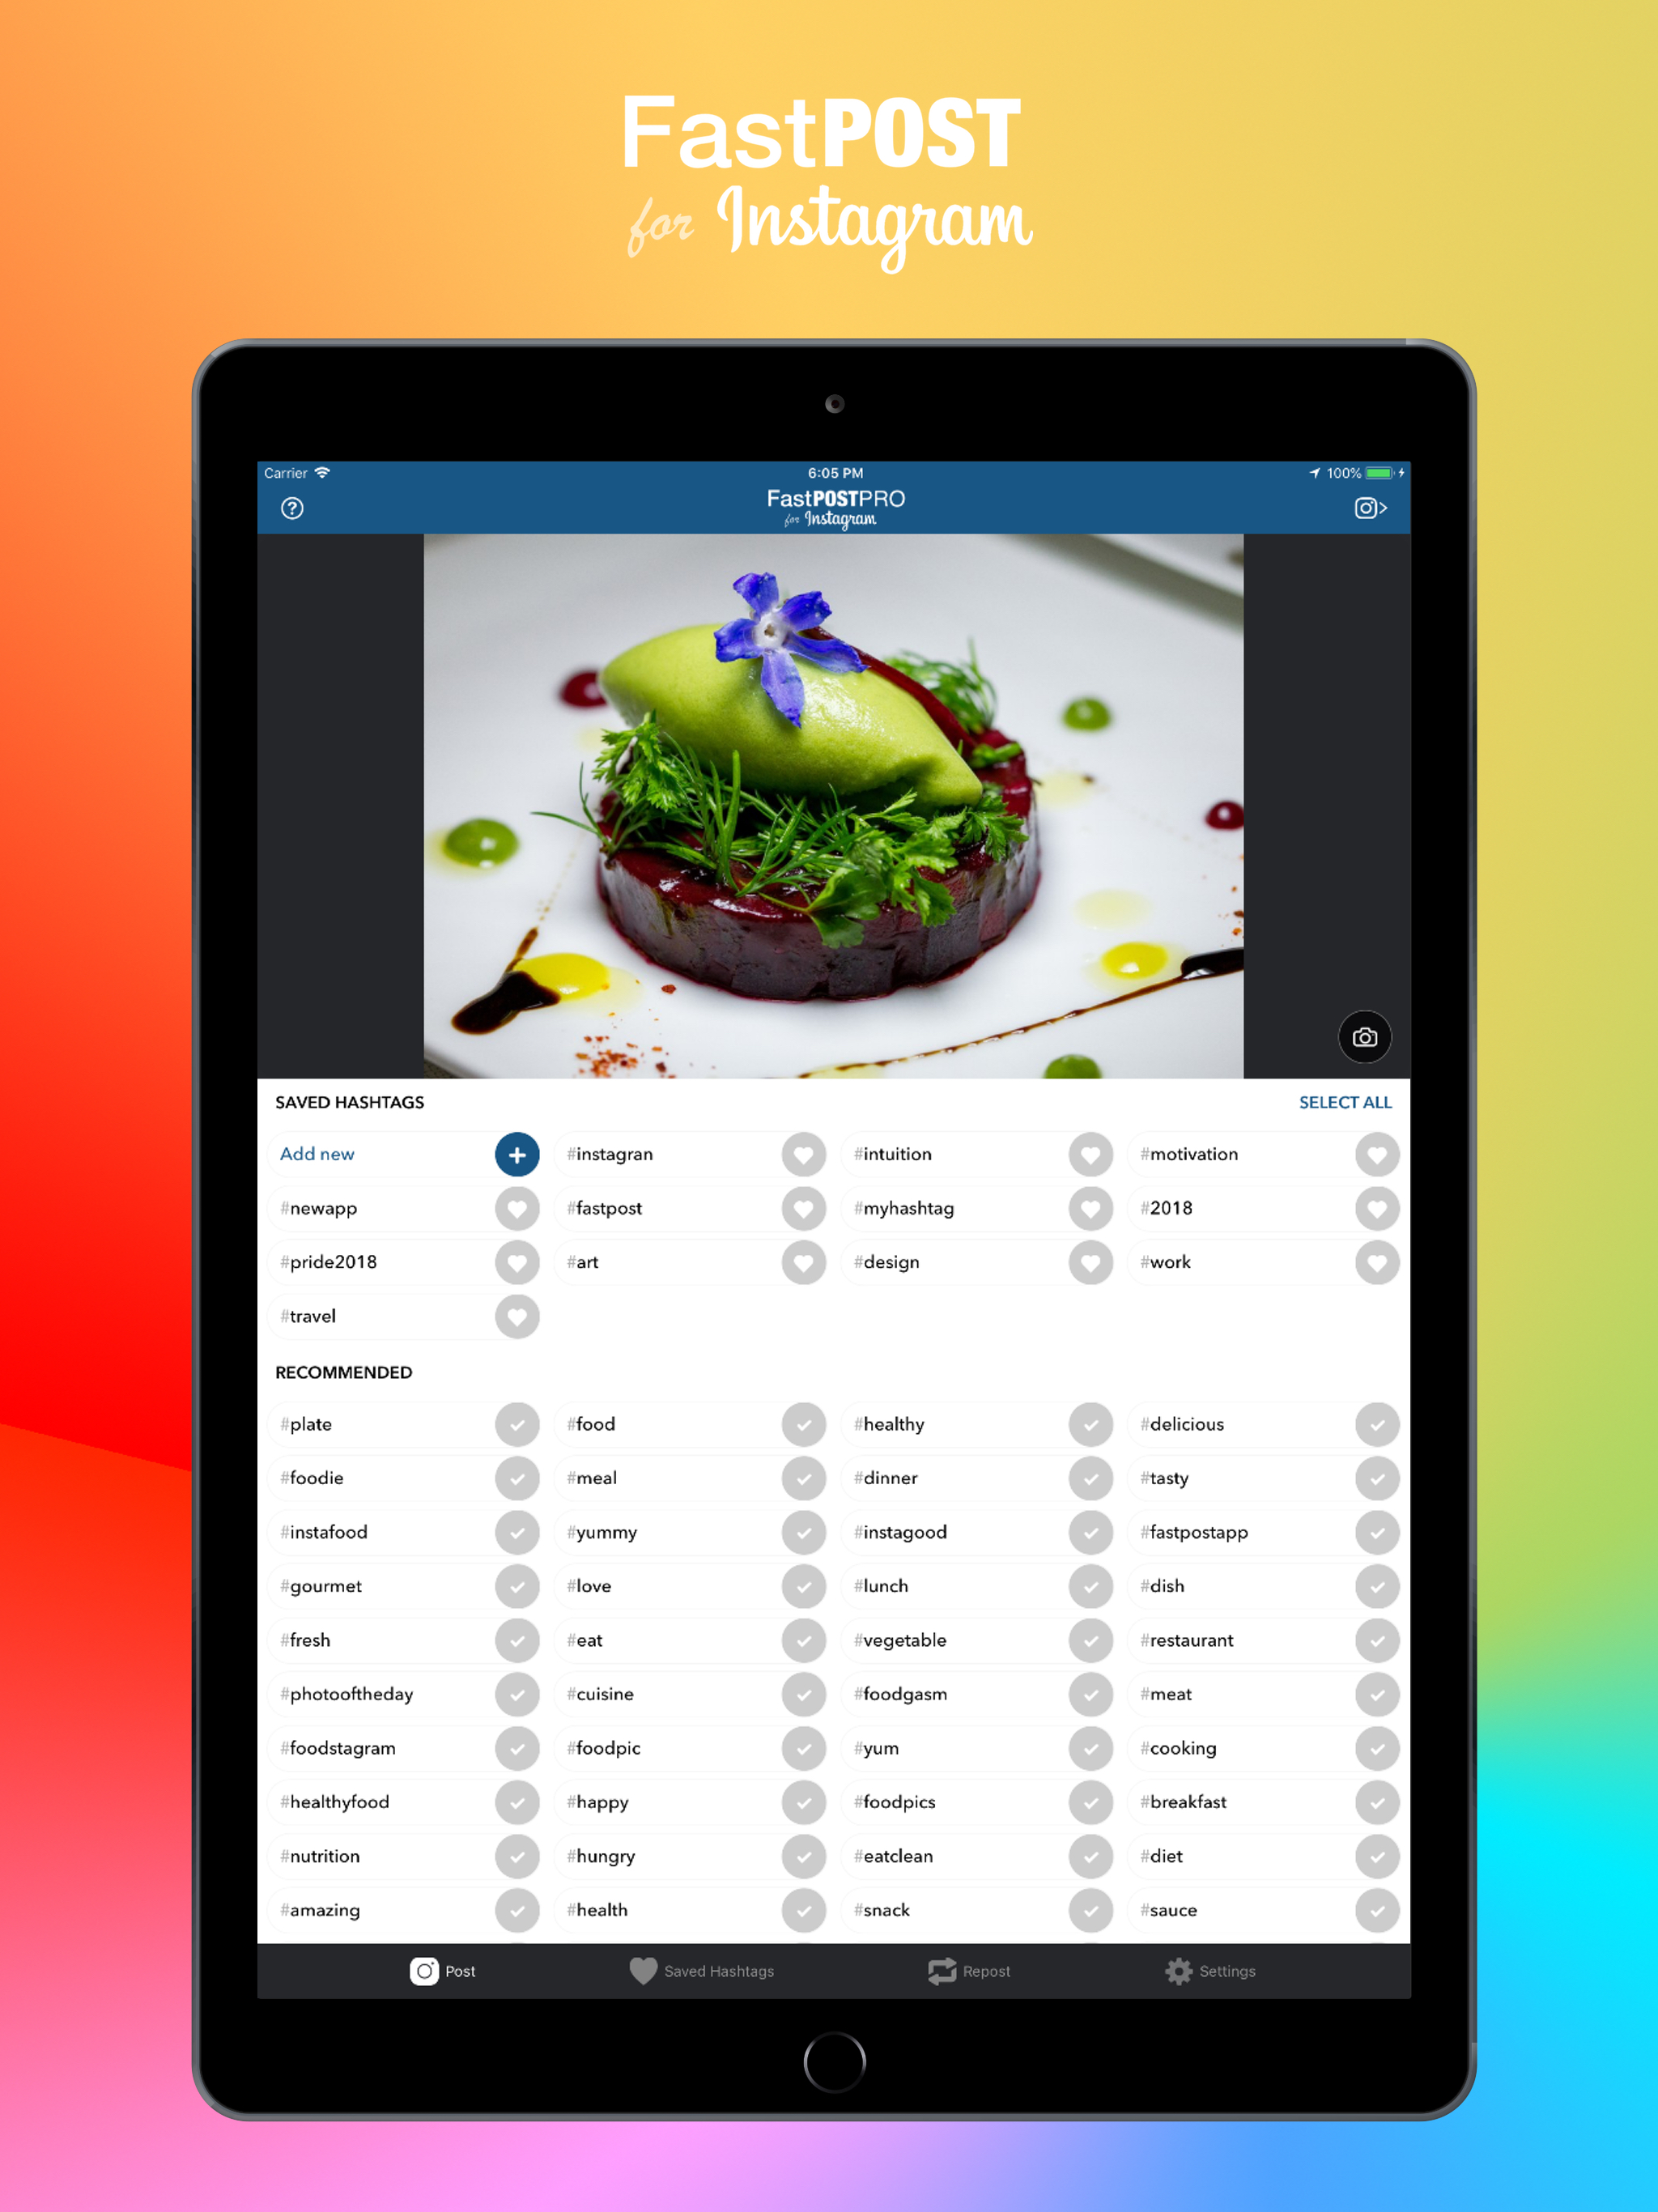 FastPOST
for Instagram
Carrier 6:05 PM 100%
FastPOSTPRO
for Instagram
SAVED HASHTAGS SELECT ALL
Add new #instagran #intuition #motivation
#newapp #fastpost #myhashtag #2018
#pride2018 #art #design #work
#travel
RECOMMENDED
#plate #food #healthy #delicious
#foodie #meal #dinner #tasty
#instafood #yummy #instagood #fastpostapp
#gourmet #love #lunch #dish
#fresh #eat #vegetable #restaurant
#photooftheday #cuisine #foodgasm #meat
#foodstagram #foodpic #yum #cooking
#healthyfood #happy #foodpics #breakfast
#nutrition #hungry #eatclean #diet
#amazing #health #snack #sauce
Post Saved Hashtags Repost Settings